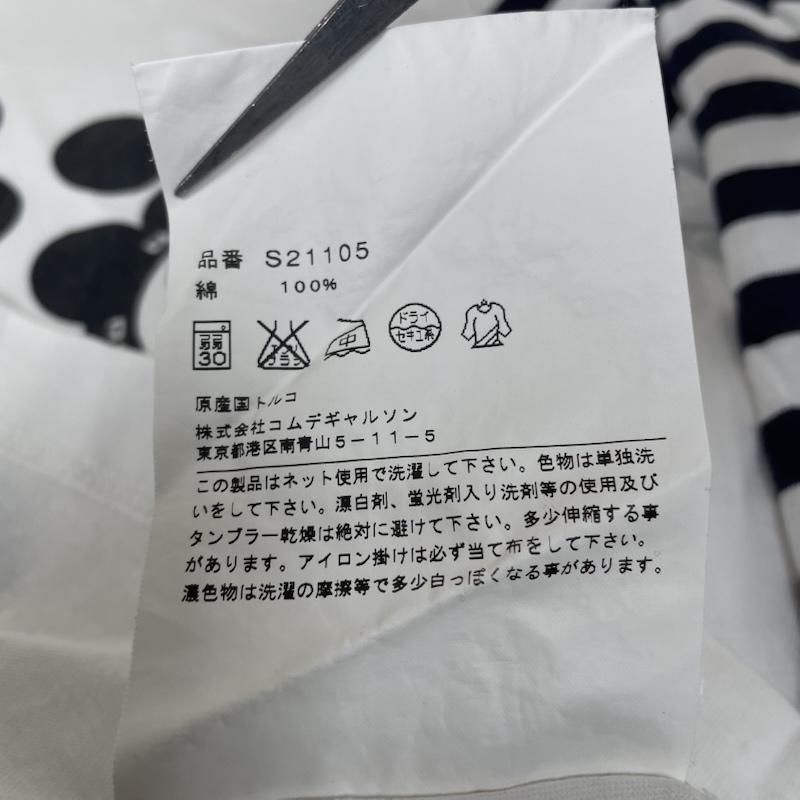 品番 S21105
綿 100%
弱 30 エンソ サラシ 中 ドライ セキユ系
原産国トルコ
株式会社コムデギャルソン
東京都港区南青山5-11-5
この製品はネット使用で洗濯して下さい。色物は単独洗
いをして下さい。漂白剤、蛍光剤入り洗剤等の使用及び
タンブラー乾燥は絶対に避けて下さい。多少伸縮する事
があります。アイロン掛けは必ず当て布をして下さい。
濃色物は洗濯の摩擦等で多少白っぽくなる事があります。